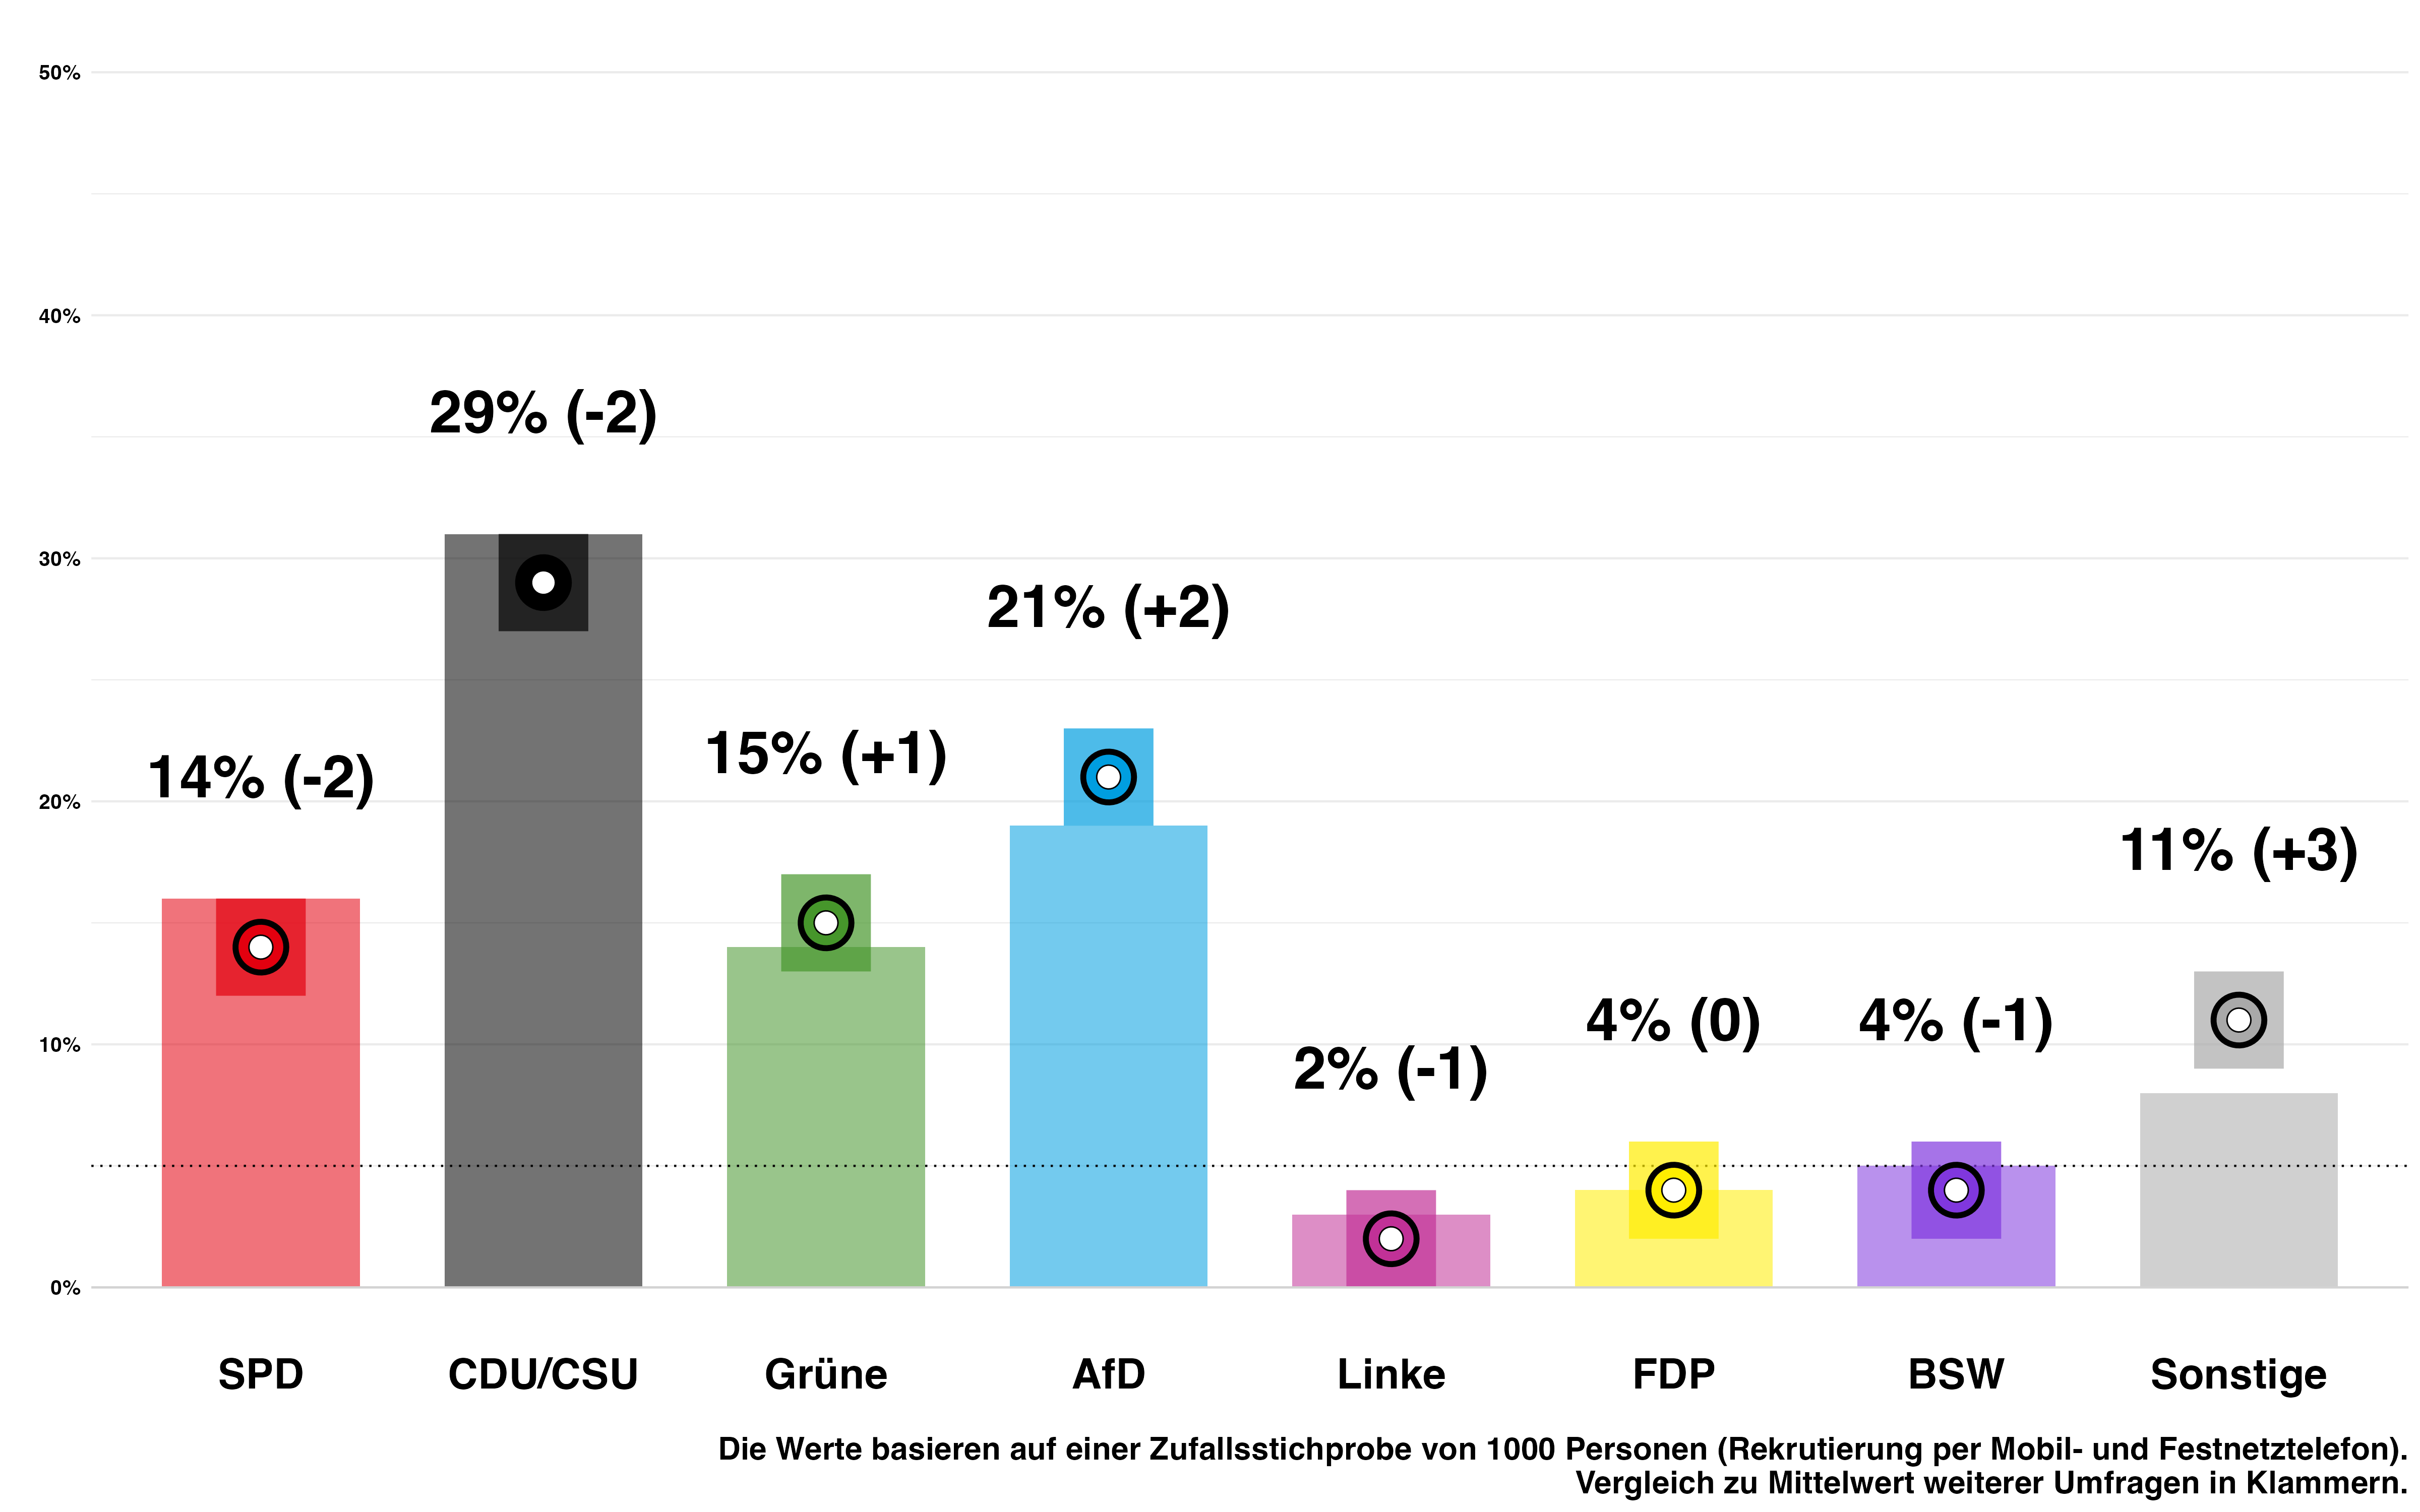 50%
40%
30%
20%
10%
0%
14% (-2)
29% (-2)
15% (+1)
21% (+2)
2% (-1)
4% (0)
4% (-1)
11% (+3)
SPD
CDU/CSU
Grüne
AfD
Linke
FDP
BSW
Sonstige
Die Werte basieren auf einer Zufallsstichprobe von 1000 Personen (Rekrutierung per Mobil- und Festnetztelefon).
Vergleich zu Mittelwert weiterer Umfragen in Klammern.